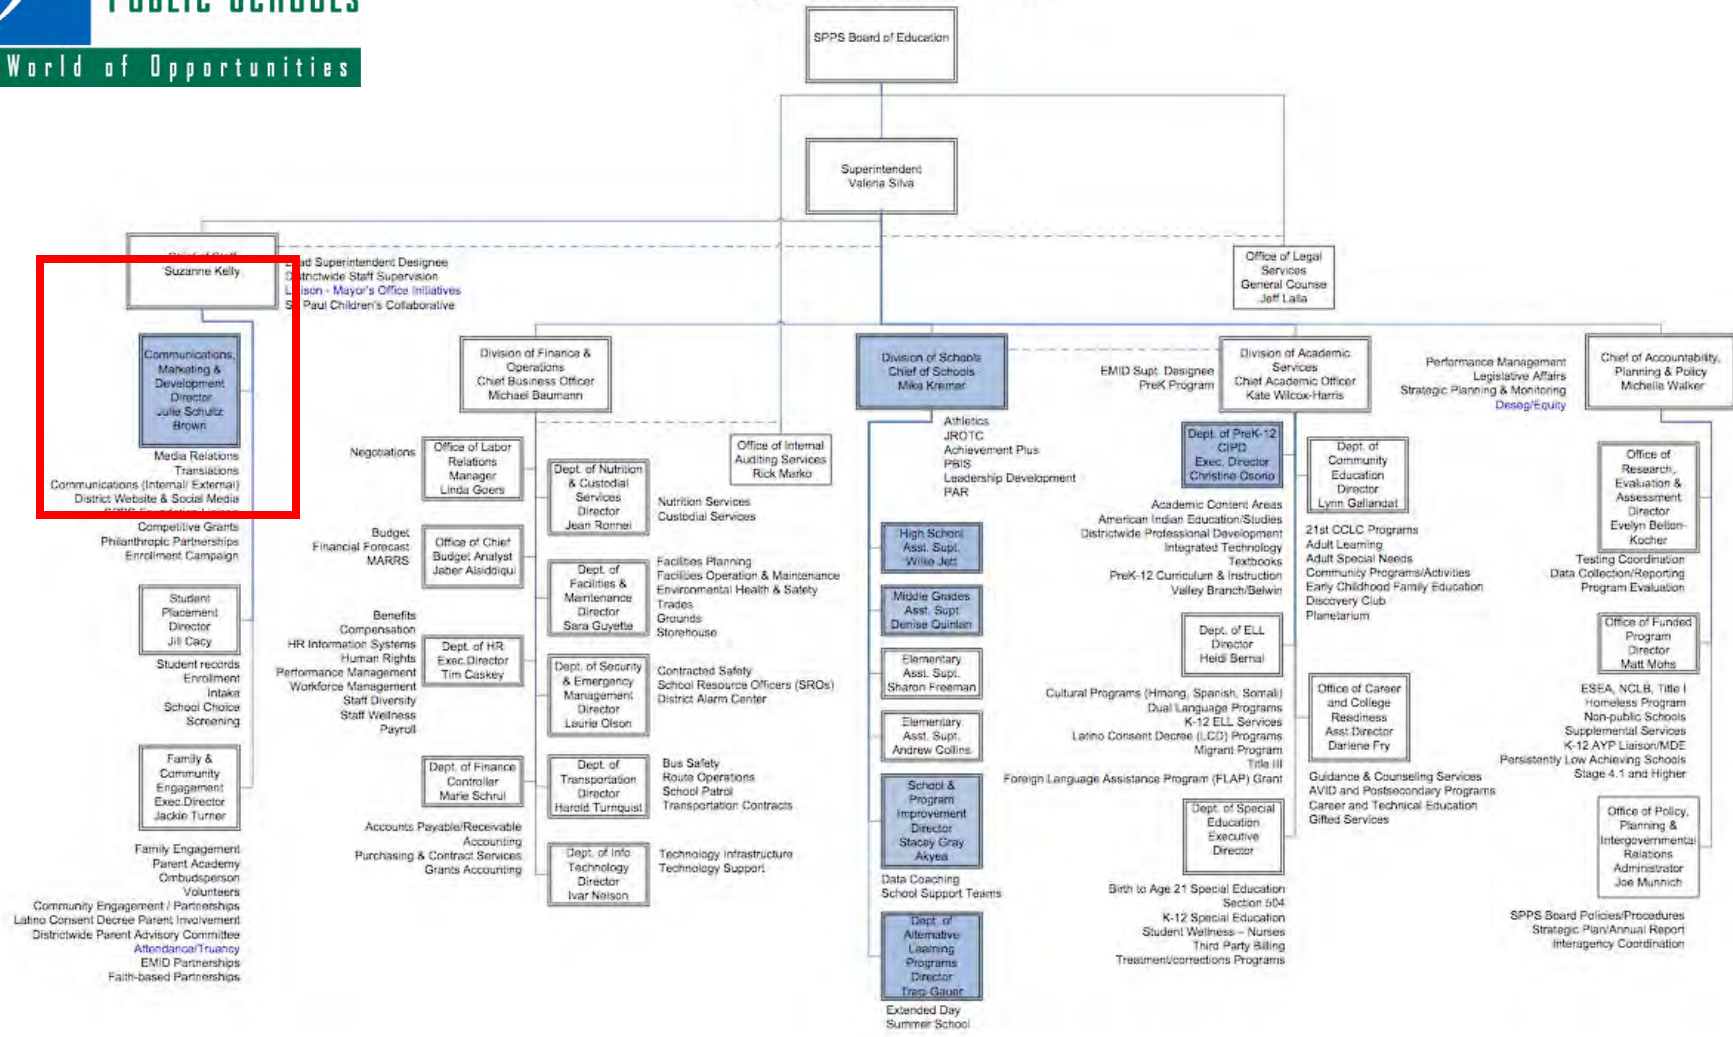 PUBLIC SCHOOLS
World of Opportunities
SPPS Board of Education
Superintendent
Valeria Silva
Suzanne Kelly
Superintendent Designee
Districtwide Staff Supervision
Liaison - Mayor's Office Initiatives
St Paul Children's Collaborative
Office of Legal
Services
General Counse
Jeff Lalla
Communications,
Marketing &
Development
Director
Julie Schultz
Brown
Media Relations
Translations
Communications (Internal/ External)
District Website & Social Media
Competitive Grants
Philanthropic Partnerships
Enrollment Campaign
Student
Placement
Director
Jill Cacy
Student records
Enrollment
Intake
School Choice
Screening
Family &
Community
Engagement
Exec.Director
Jackie Turner
Family Engagement
Parent Academy
Ombudsperson
Volunteers
Community Engagement / Partnerships
Latino Consent Decree Parent Involvement
Districtwide Parent Advisory Committee
Attendance/Truancy
EMID Partnerships
Faith-based Partnerships
Division of Finance &
Operations
Chief Business Officer
Michael Baumann
Negotiations
Office of Labor
Relations
Manager
Linda Goers
Budget
Financial Forecast
MARRS
Office of Chief
Budget Analyst
Jaber Alsiddiqui
Benefits
Compensation
HR Information Systems
Human Rights
Performance Management
Workforce Management
Staff Diversity
Staff Wellness
Payroll
Dept. of HR
Exec.Director
Tim Caskey
Dept. of Finance
Controller
Marie Schrul
Accounts Payable/Receivable
Accounting
Purchasing & Contract Services
Grants Accounting
Dept. of Nutrition
& Custodial
Services
Director
Jean Ronnei
Nutrition Services
Custodial Services
Dept. of
Facilities &
Maintenance
Director
Sara Guyette
Facilities Planning
Facilities Operation & Maintenance
Environmental Health & Safety
Trades
Grounds
Storehouse
Dept. of Security
& Emergency
Management
Director
Laurie Olson
Contracted Safety
School Resource Officers (SROs)
District Alarm Center
Dept. of
Transportation
Director
Harold Turnquist
Bus Safety
Route Operations
School Patrol
Transportation Contracts
Dept. of Info
Technology
Director
Ivar Nelson
Technology Infrastructure
Technology Support
Office of Internal
Auditing Services
Rick Marko
Division of Schools
Chief of Schools
Mike Kremer
Athletics
JROTC
Achievement Plus
PBIS
Leadership Development
PAR
High School
Asst. Supt.
Willie Jett
Middle Grades
Asst. Supt
Denise Quinlan
Elementary
Asst. Supt.
Sharon Freeman
Elementary
Asst. Supt.
Andrew Collins
School &
Program
Improvement
Director
Stacey Gray
Akyea
Data Coaching
School Support Teams
Dept. of
Alternative
Learning
Programs
Director
Traci Gauer
Extended Day
Summer School
EMID Supt. Designee
PreK Program
Division of Academic
Services
Chief Academic Officer
Kate Wilcox-Harris
Dept. of PreK-12
CIPD
Exec. Director
Christine Osorio
Academic Content Areas
American Indian Education/Studies
Districtwide Professional Development
Integrated Technology
Textbooks
PreK-12 Curriculum & Instruction
Valley Branch/Belwin
Dept. of ELL
Director
Heidi Bernal
Cultural Programs (Hmong, Spanish, Somali)
Dual Language Programs
K-12 ELL Services
Latino Consent Decree (LCD) Programs
Migrant Program
Title III
Foreign Language Assistance Program (FLAP) Grant
Dept. of Special
Education
Executive
Director
Birth to Age 21 Special Education
Section 504
K-12 Special Education
Student Wellness – Nurses
Third Party Billing
Treatment/corrections Programs
Dept. of
Community
Education
Director
Lynn Gallandat
21st CCLC Programs
Adult Learning
Adult Special Needs
Community Programs/Activities
Early Childhood Family Education
Discovery Club
Planetarium
Office of Career
and College
Readiness
Asst Director
Darlene Fry
Guidance & Counseling Services
AVID and Postsecondary Programs
Career and Technical Education
Gifted Services
Performance Management
Legislative Affairs
Strategic Planning & Monitoring
Deseg/Equity
Chief of Accountability,
Planning & Policy
Michelle Walker
Office of
Research,
Evaluation &
Assessment
Director
Evelyn Belton-
Kocher
Testing Coordination
Data Collection/Reporting
Program Evaluation
Office of Funded
Program
Director
Matt Mohs
ESEA, NCLB, Title I
Homeless Program
Non-public Schools
Supplemental Services
K-12 AYP Liaison/MDE
Persistently Low Achieving Schools
Stage 4.1 and Higher
Office of Policy,
Planning &
Intergovernmental
Relations
Administrator
Joe Munnich
SPPS Board Policies/Procedures
Strategic Plan/Annual Report
Interagency Coordination